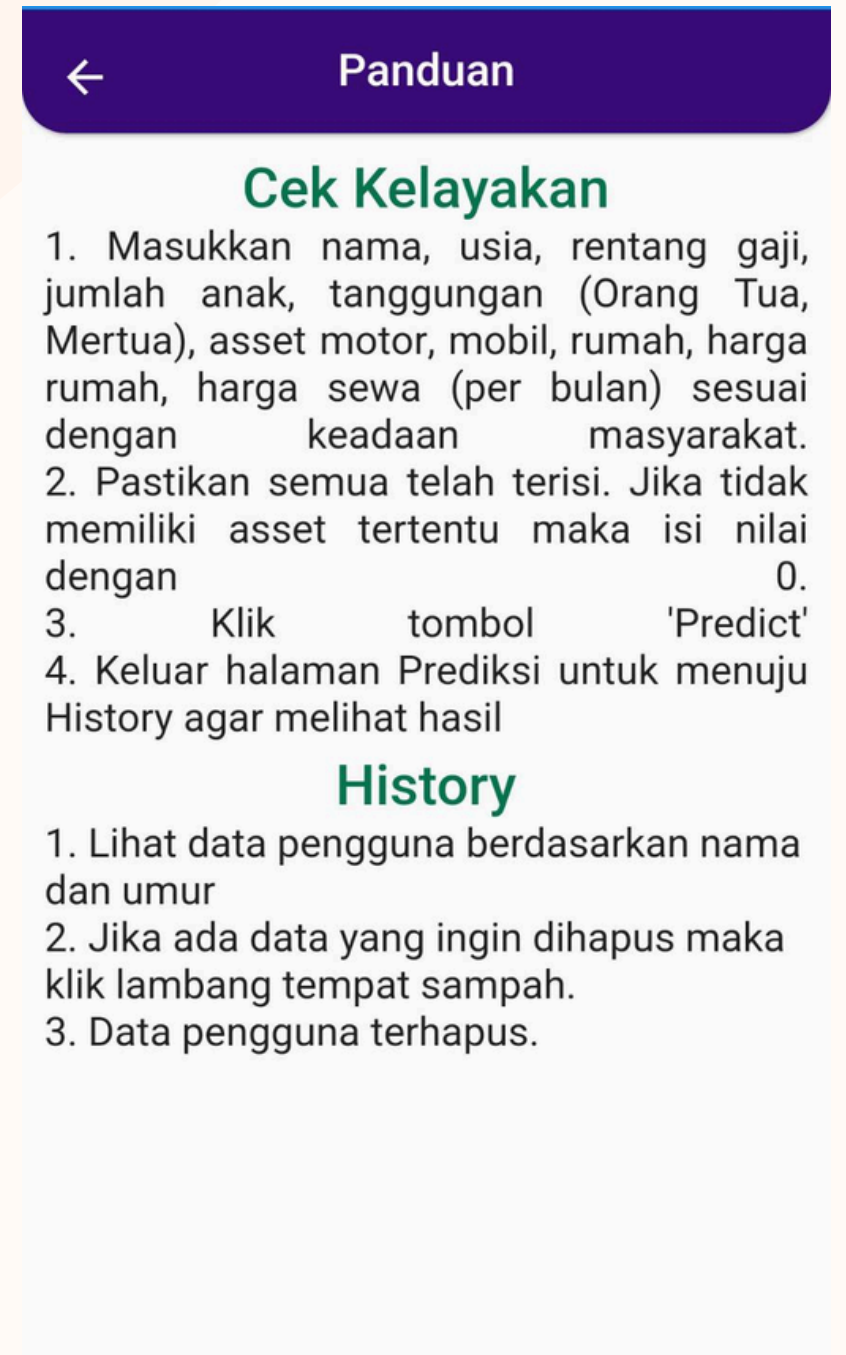 Panduan
Cek Kelayakan
1. Masukkan nama, usia, rentang gaji,
jumlah anak, tanggungan (Orang Tua,
Mertua), asset motor, mobil, rumah, harga
rumah, harga sewa (per bulan) sesuai
dengan keadaan masyarakat.
2. Pastikan semua telah terisi. Jika tidak
memiliki asset tertentu maka isi nilai
dengan 0.
3. Klik tombol 'Predict'
4. Keluar halaman Prediksi untuk menuju
History agar melihat hasil
History
1. Lihat data pengguna berdasarkan nama
dan umur
2. Jika ada data yang ingin dihapus maka
klik lambang tempat sampah.
3. Data pengguna terhapus.